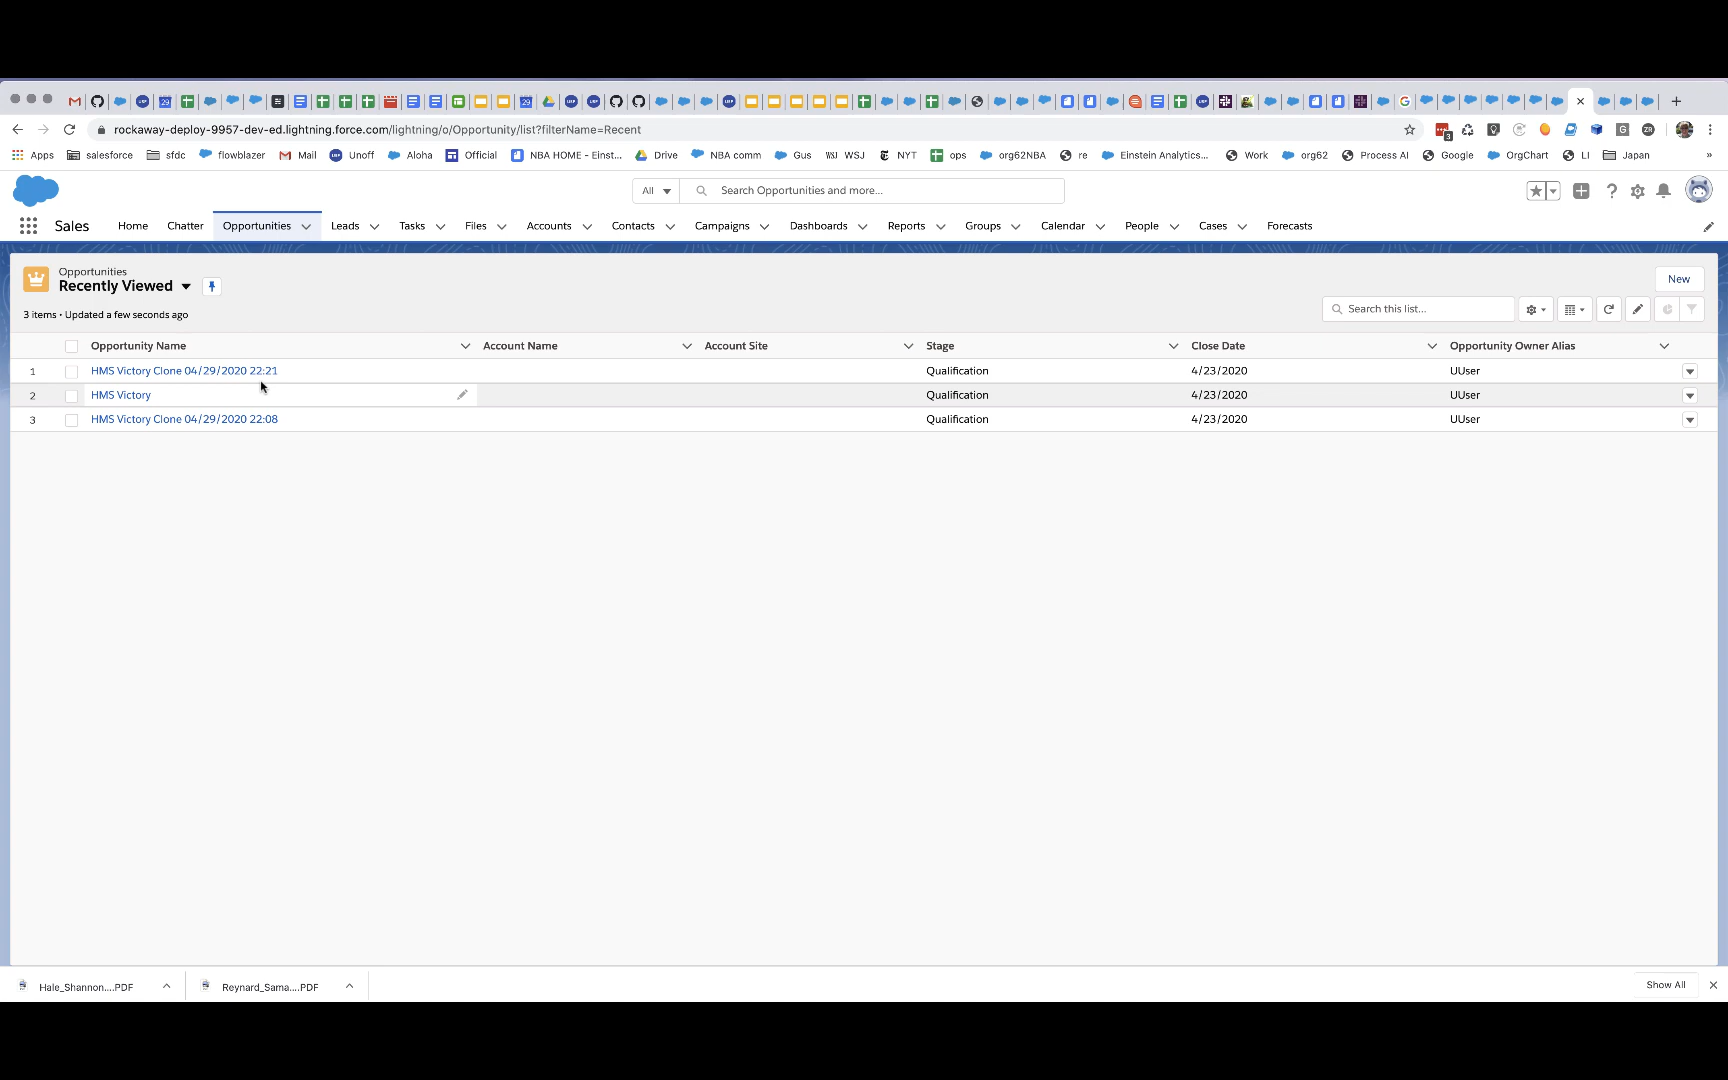 rockaway-deploy-9957-dev-ed.lightning.force.com/lightning/o/Opportunity/list?filterName=Recent
Apps salesforce sfdc flowblazer Mail Unoff Aloha Official NBA HOME - Einst... Drive NBA comm Gus WSJ WSJ NYT ops org62NBA re Einstein Analytics... Work org62 Process AI Google OrgChart LI Japan »
All Search Opportunities and more...
Sales Home Chatter Opportunities Leads Tasks Files Accounts Contacts Campaigns Dashboards Reports Groups Calendar People Cases Forecasts
Opportunities
Recently Viewed
New
3 items • Updated a few seconds ago
Search this list...
Opportunity Name Account Name Account Site Stage Close Date Opportunity Owner Alias
1 HMS Victory Clone 04/29/2020 22:21 Qualification 4/23/2020 UUser
2 HMS Victory Qualification 4/23/2020 UUser
3 HMS Victory Clone 04/29/2020 22:08 Qualification 4/23/2020 UUser
Hale_Shannon....PDF Reynard_Sama....PDF Show All